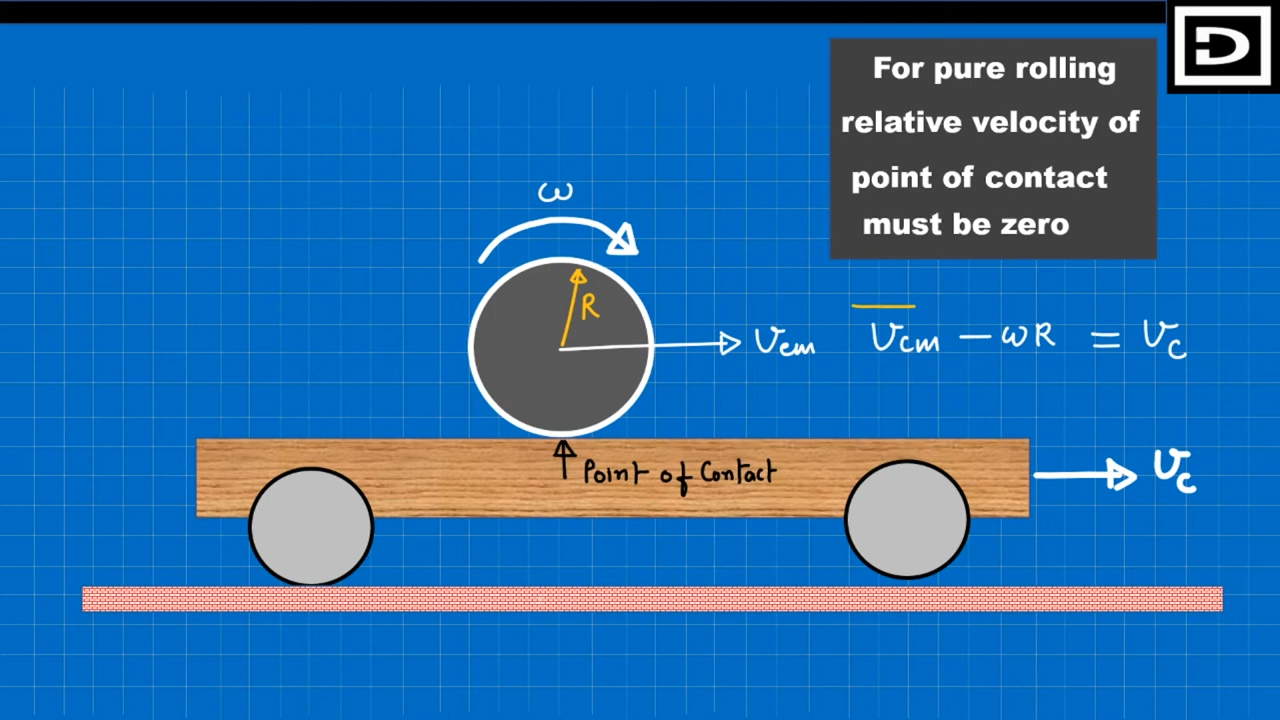 For pure rolling
relative velocity of
point of contact
must be zero
ω
R
Vcm
Vcm − ωR = Vc
Point of Contact
Vc